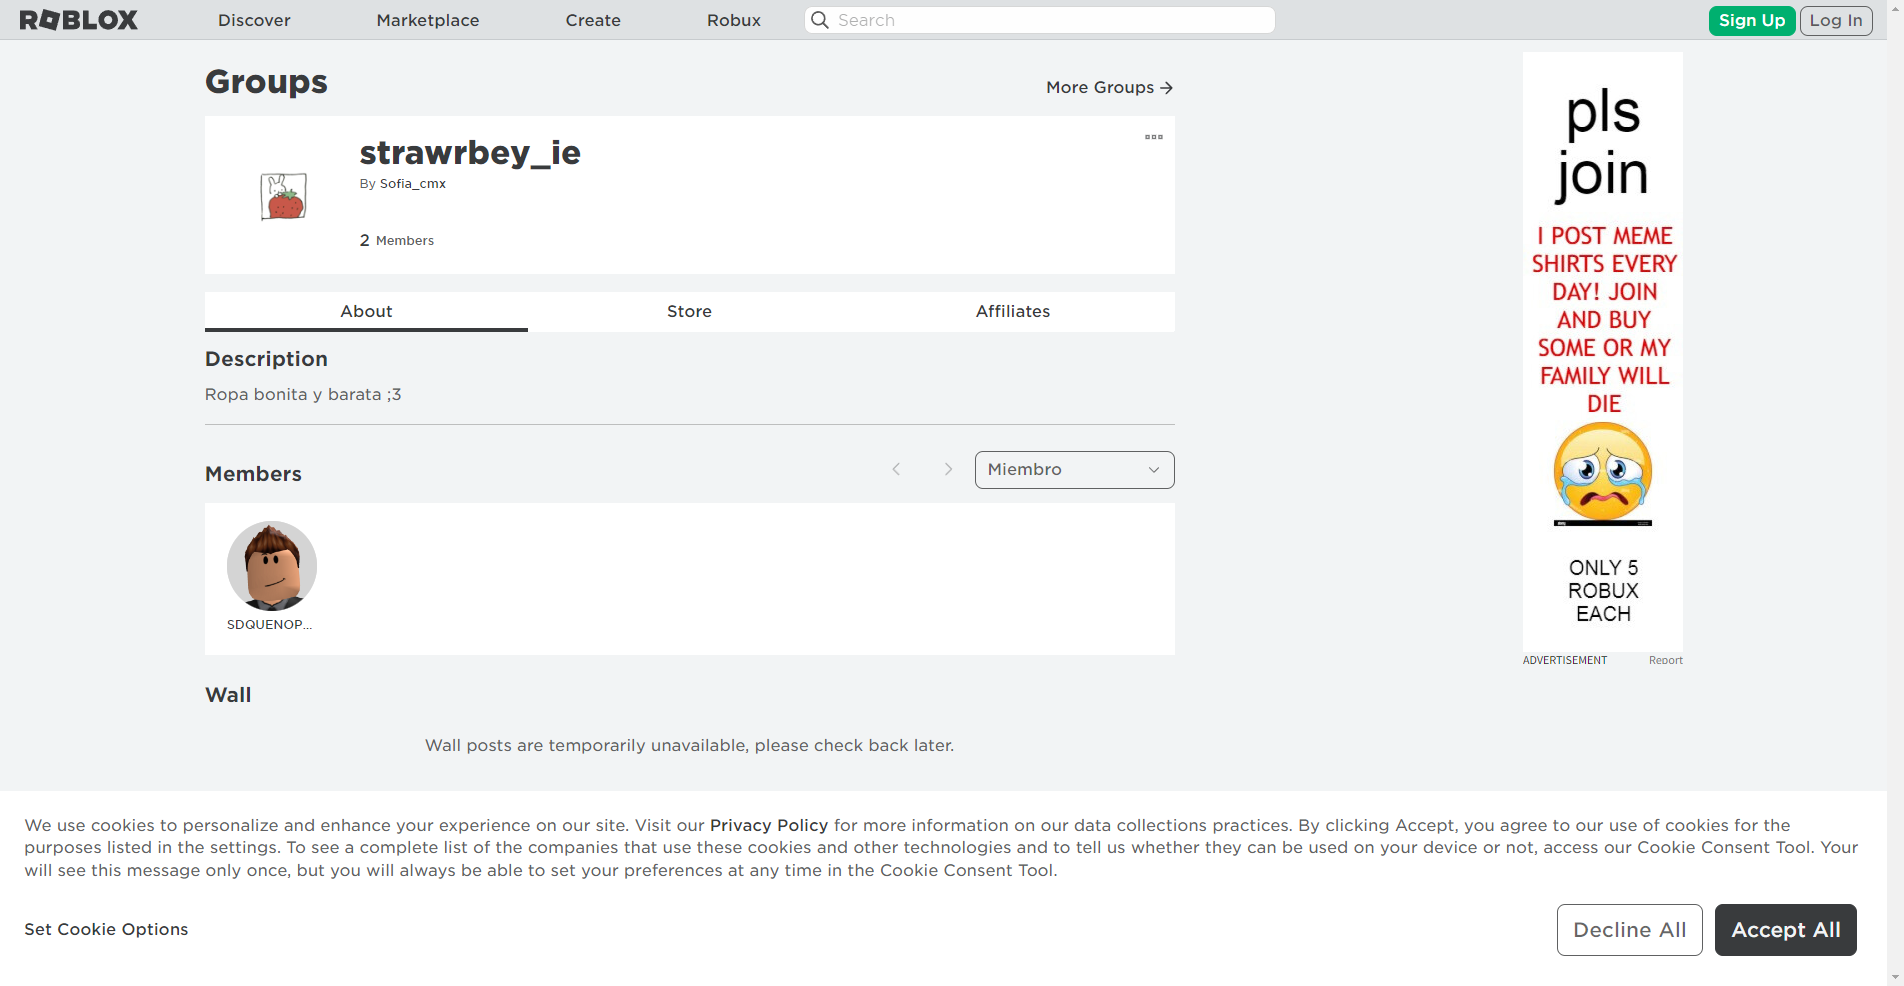 ROBLOX Discover Marketplace Create Robux Search Sign Up Log In
Groups
More Groups
strawrbey_ie
By Sofia_cmx
2 Members
About Store Affiliates
Description
Ropa bonita y barata ;3
Members
Miembro
SDQUENOP...
Wall
Wall posts are temporarily unavailable, please check back later.
pls
join
I POST MEME
SHIRTS EVERY
DAY! JOIN
AND BUY
SOME OR MY
FAMILY WILL
DIE
ONLY 5
ROBUX
EACH
ADVERTISEMENT Report
We use cookies to personalize and enhance your experience on our site. Visit our Privacy Policy for more information on our data collections practices. By clicking Accept, you agree to our use of cookies for the
purposes listed in the settings. To see a complete list of the companies that use these cookies and other technologies and to tell us whether they can be used on your device or not, access our Cookie Consent Tool. Your
will see this message only once, but you will always be able to set your preferences at any time in the Cookie Consent Tool.
Set Cookie Options
Decline All
Accept All